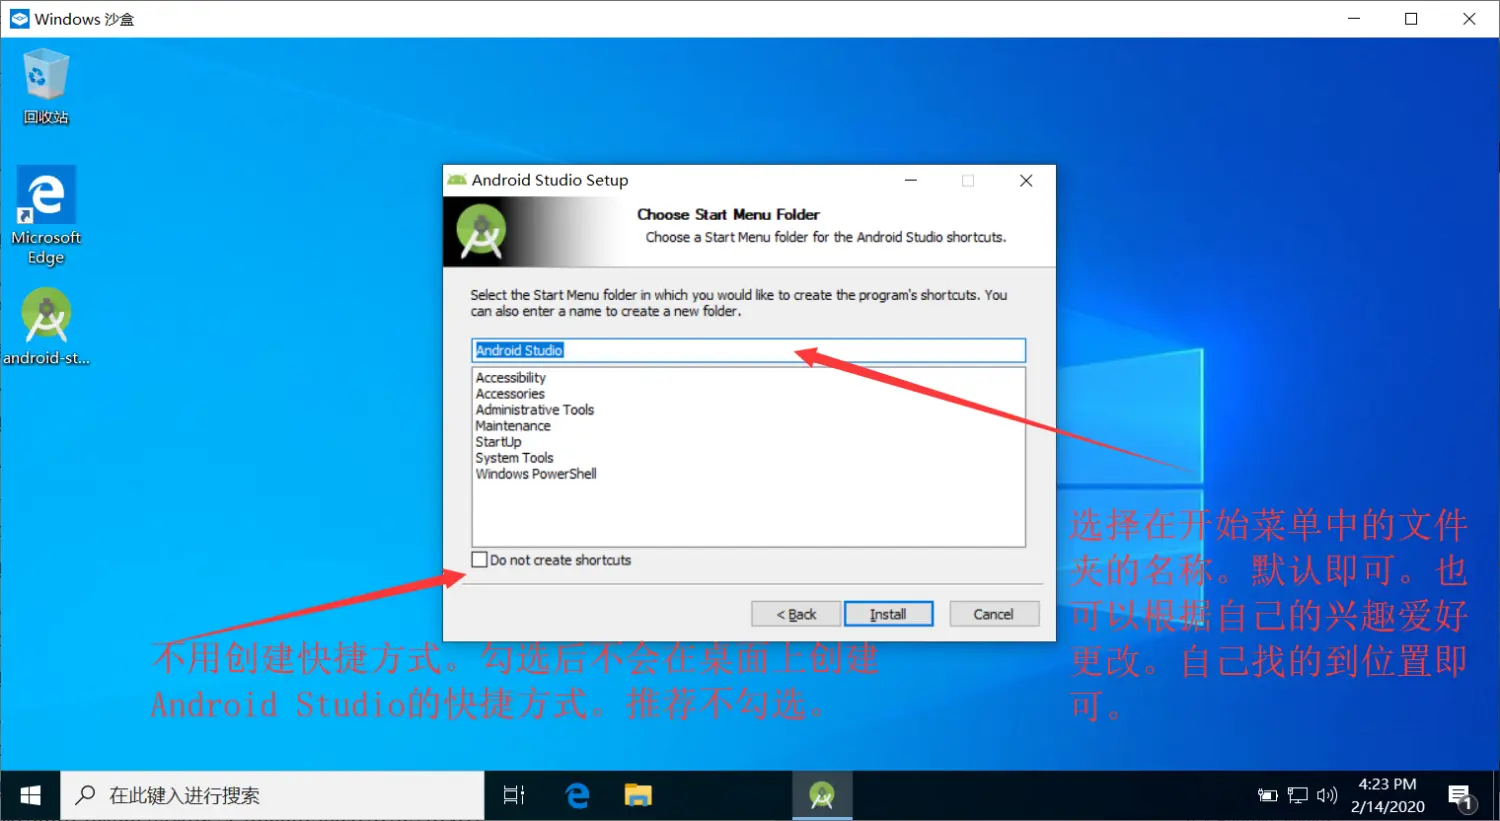 Windows 沙盒
回收站
Microsoft
Edge
android-st...
Android Studio Setup
Choose Start Menu Folder
Choose a Start Menu folder for the Android Studio shortcuts.
Select the Start Menu folder in which you would like to create the program's shortcuts. You
can also enter a name to create a new folder.
Android Studio
Accessibility
Accessories
Administrative Tools
Maintenance
StartUp
System Tools
Windows PowerShell
Do not create shortcuts
< Back
Install
Cancel
选择在开始菜单中的文件
夹的名称。默认即可。也
可以根据自己的兴趣爱好
更改。自己找的到位置即
可。
不用创建快捷方式。勾选后不会在桌面上创建
Android Studio的快捷方式。推荐不勾选。
在此键入进行搜索
4:23 PM
2/14/2020
1